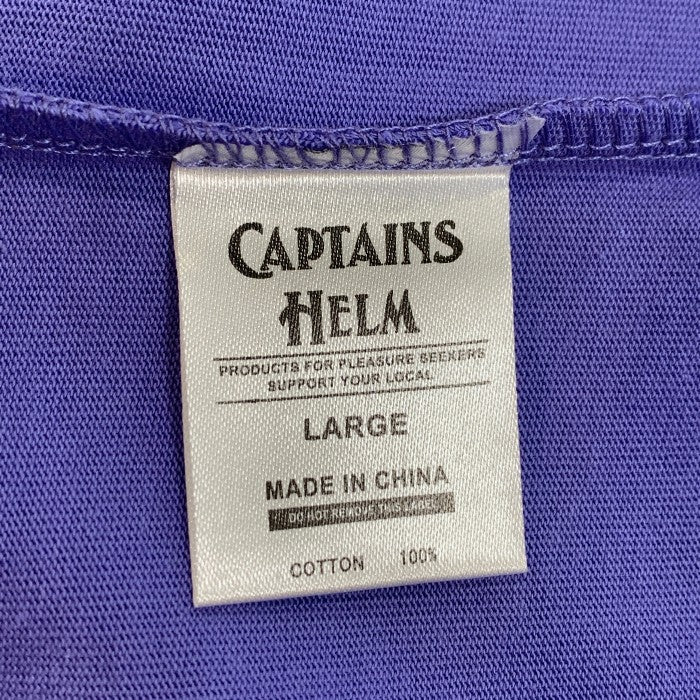 CAPTAINS
HELM
PRODUCTS FOR PLEASURE SEEKERS
SUPPORT YOUR LOCAL
LARGE
MADE IN CHINA
DO NOT REMOVE THIS LABEL
COTTON 100%